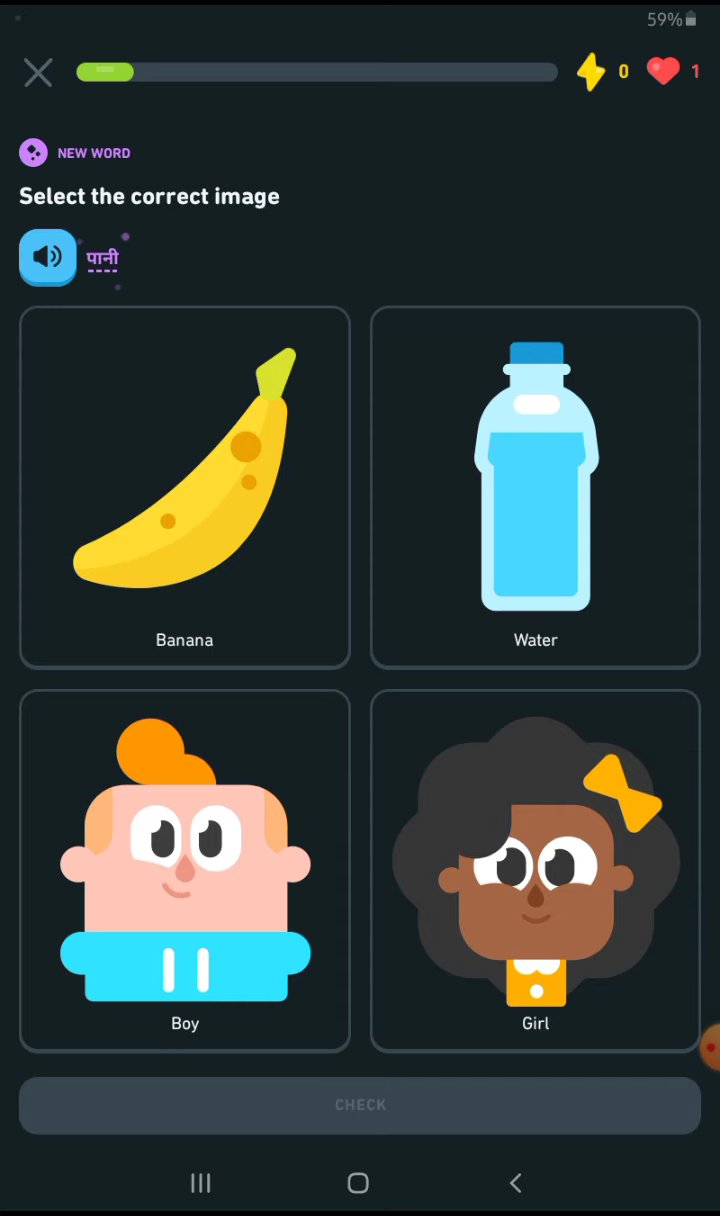 59%
0
1
NEW WORD
Select the correct image
पानी
Banana
Water
Boy
Girl
CHECK